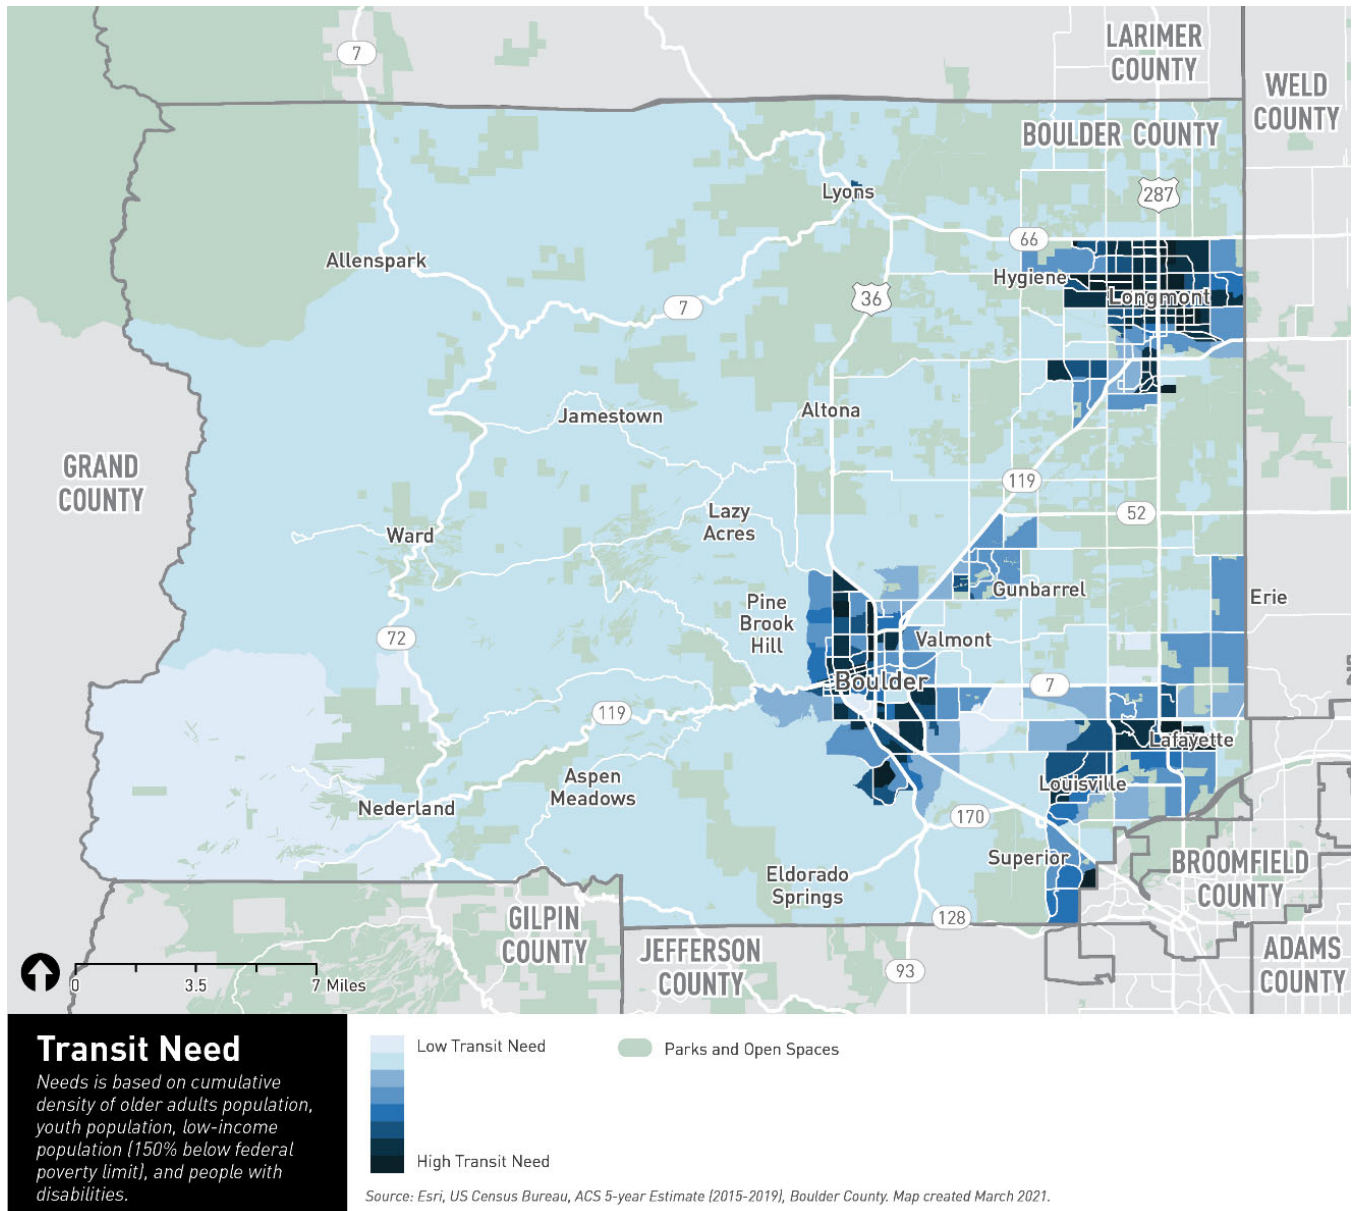 7
LARIMER
COUNTY
WELD
COUNTY
BOULDER COUNTY
Lyons
287
66
Allenspark
Hygiene
36
Longmont
7
Jamestown
Altona
GRAND
COUNTY
119
Lazy
Acres
52
Ward
Gunbarrel
Erie
Pine
Brook
Hill
72
Valmont
Boulder
7
119
Lafayette
Aspen
Meadows
Louisville
Nederland
170
Superior
BROOMFIELD
COUNTY
Eldorado
Springs
GILPIN
COUNTY
128
JEFFERSON
COUNTY
ADAMS
COUNTY
93
0
3.5
7 Miles
Transit Need
Needs is based on cumulative
density of older adults population,
youth population, low-income
population (150% below federal
poverty limit), and people with
disabilities.
Low Transit Need
High Transit Need
Parks and Open Spaces
Source: Esri, US Census Bureau, ACS 5-year Estimate (2015-2019), Boulder County. Map created March 2021.